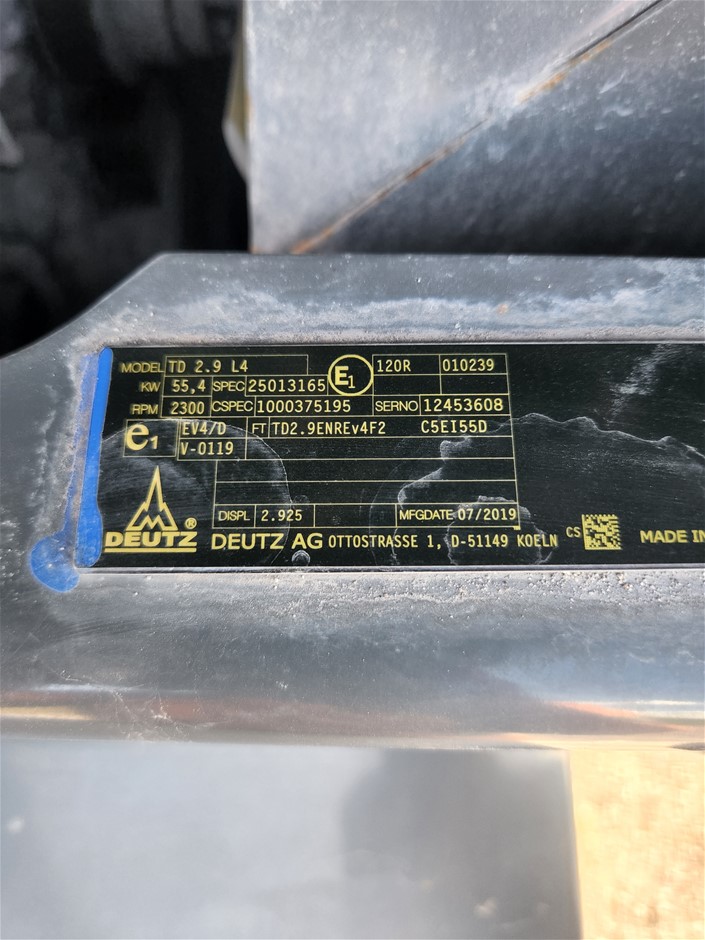 MODEL TD 2.9 L4 E1 120R 010239
KW 55,4 SPEC 25013165
RPM 2300 CSPEC 1000375195 SERNO 12453608
e1 EV4/D FT TD2.9ENREv4F2 C5EI55D
V-0119
DISPL 2.925 MFGDATE 07/2019
DEUTZ ® DEUTZ AG OTTOSTRASSE 1, D-51149 KOELN CS MADE IN